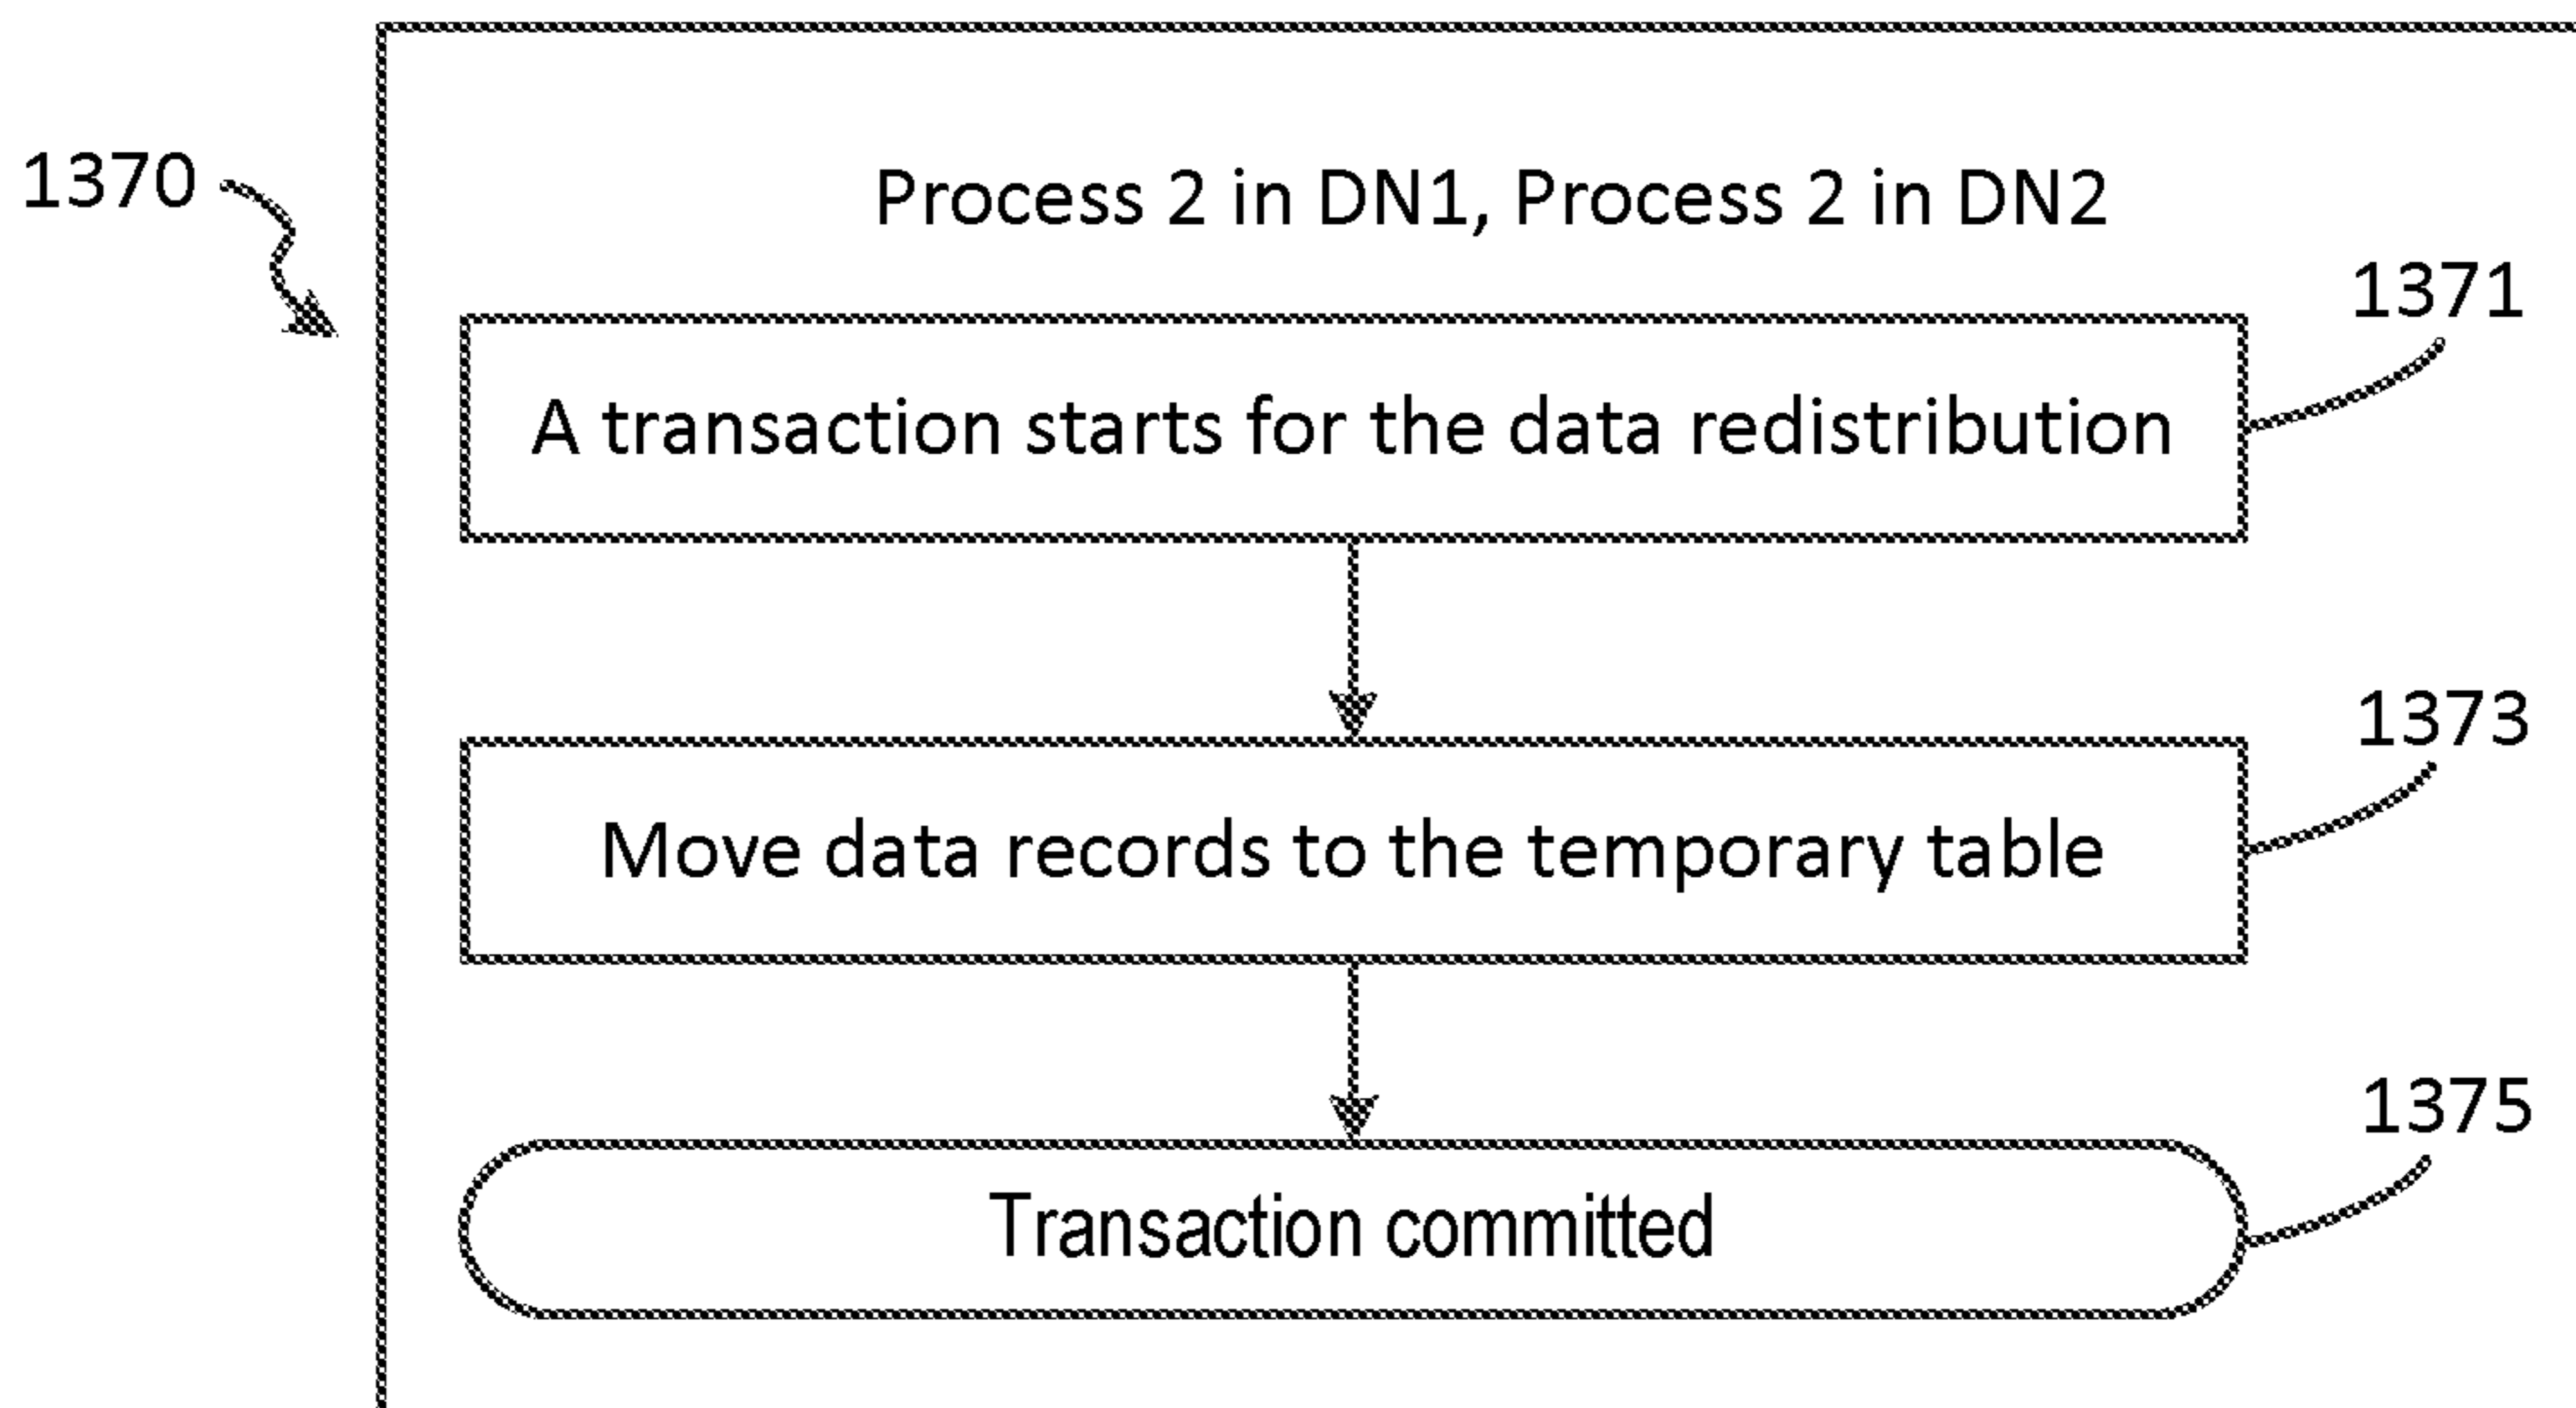 1370
Process 2 in DN1, Process 2 in DN2
1371
A transaction starts for the data redistribution
1373
Move data records to the temporary table
1375
Transaction committed